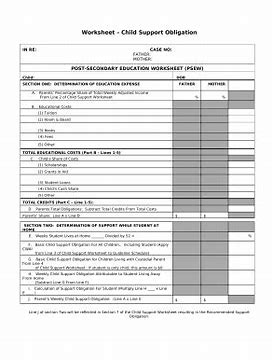 Worksheet - Child Support Obligation
IN RE: CASE NO:
FATHER:
MOTHER:
POST-SECONDARY EDUCATION WORKSHEET (PSEW)
Child: DOB
SECTION ONE: DETERMINATION OF EDUCATION EXPENSE FATHER MOTHER
A. Parents' Percentage Share of Total Weekly Adjusted Income
From Line 2 of Child Support Worksheet % %
B. Educational Costs
(1) Tuition
(2) Room & Board
(3) Books
(4) Fees
(5) Other
TOTAL EDUCATIONAL COSTS (Part B - Lines 1-5)
C. Child's Share of Costs
(1) Scholarships
(2) Grants in Aid
(3) Student Loans
(4) Child's Cash Share
(5) Other
TOTAL CREDITS (Part C - Line 1-5):
D. Parents Total Obligations: Subtract Total Credits From Total Costs
Parents' Share: Line A x Line D $ $
SECTION TWO: DETERMINATION OF SUPPORT WHILE STUDENT AT
HOME
E. Weeks Student Lives at Home Divided by 52 = %
F. Basic Child Support Obligation For All Children, Including Student Apply
From Line 3 of Child Support Worksheet to Guideline Schedules
G. Basic Child Support Obligation For Children Living with Custodial Parent
From Line 4
of Child Support Worksheet. If student is only child, this amount is $0
H. Weekly Child Support Obligation Attributable to Student Living Away
From Home
(Subtract Line G From Line F)
I. Calculation of Support Obligation For Student Multiply Line E Line H $
J. Parent's Weekly Child Support Obligation (Line A x Line I) $ $
Line J of section Two will be reflected in Section 7 of the Child Support Worksheet resulting in the Recommended Support
Obligation